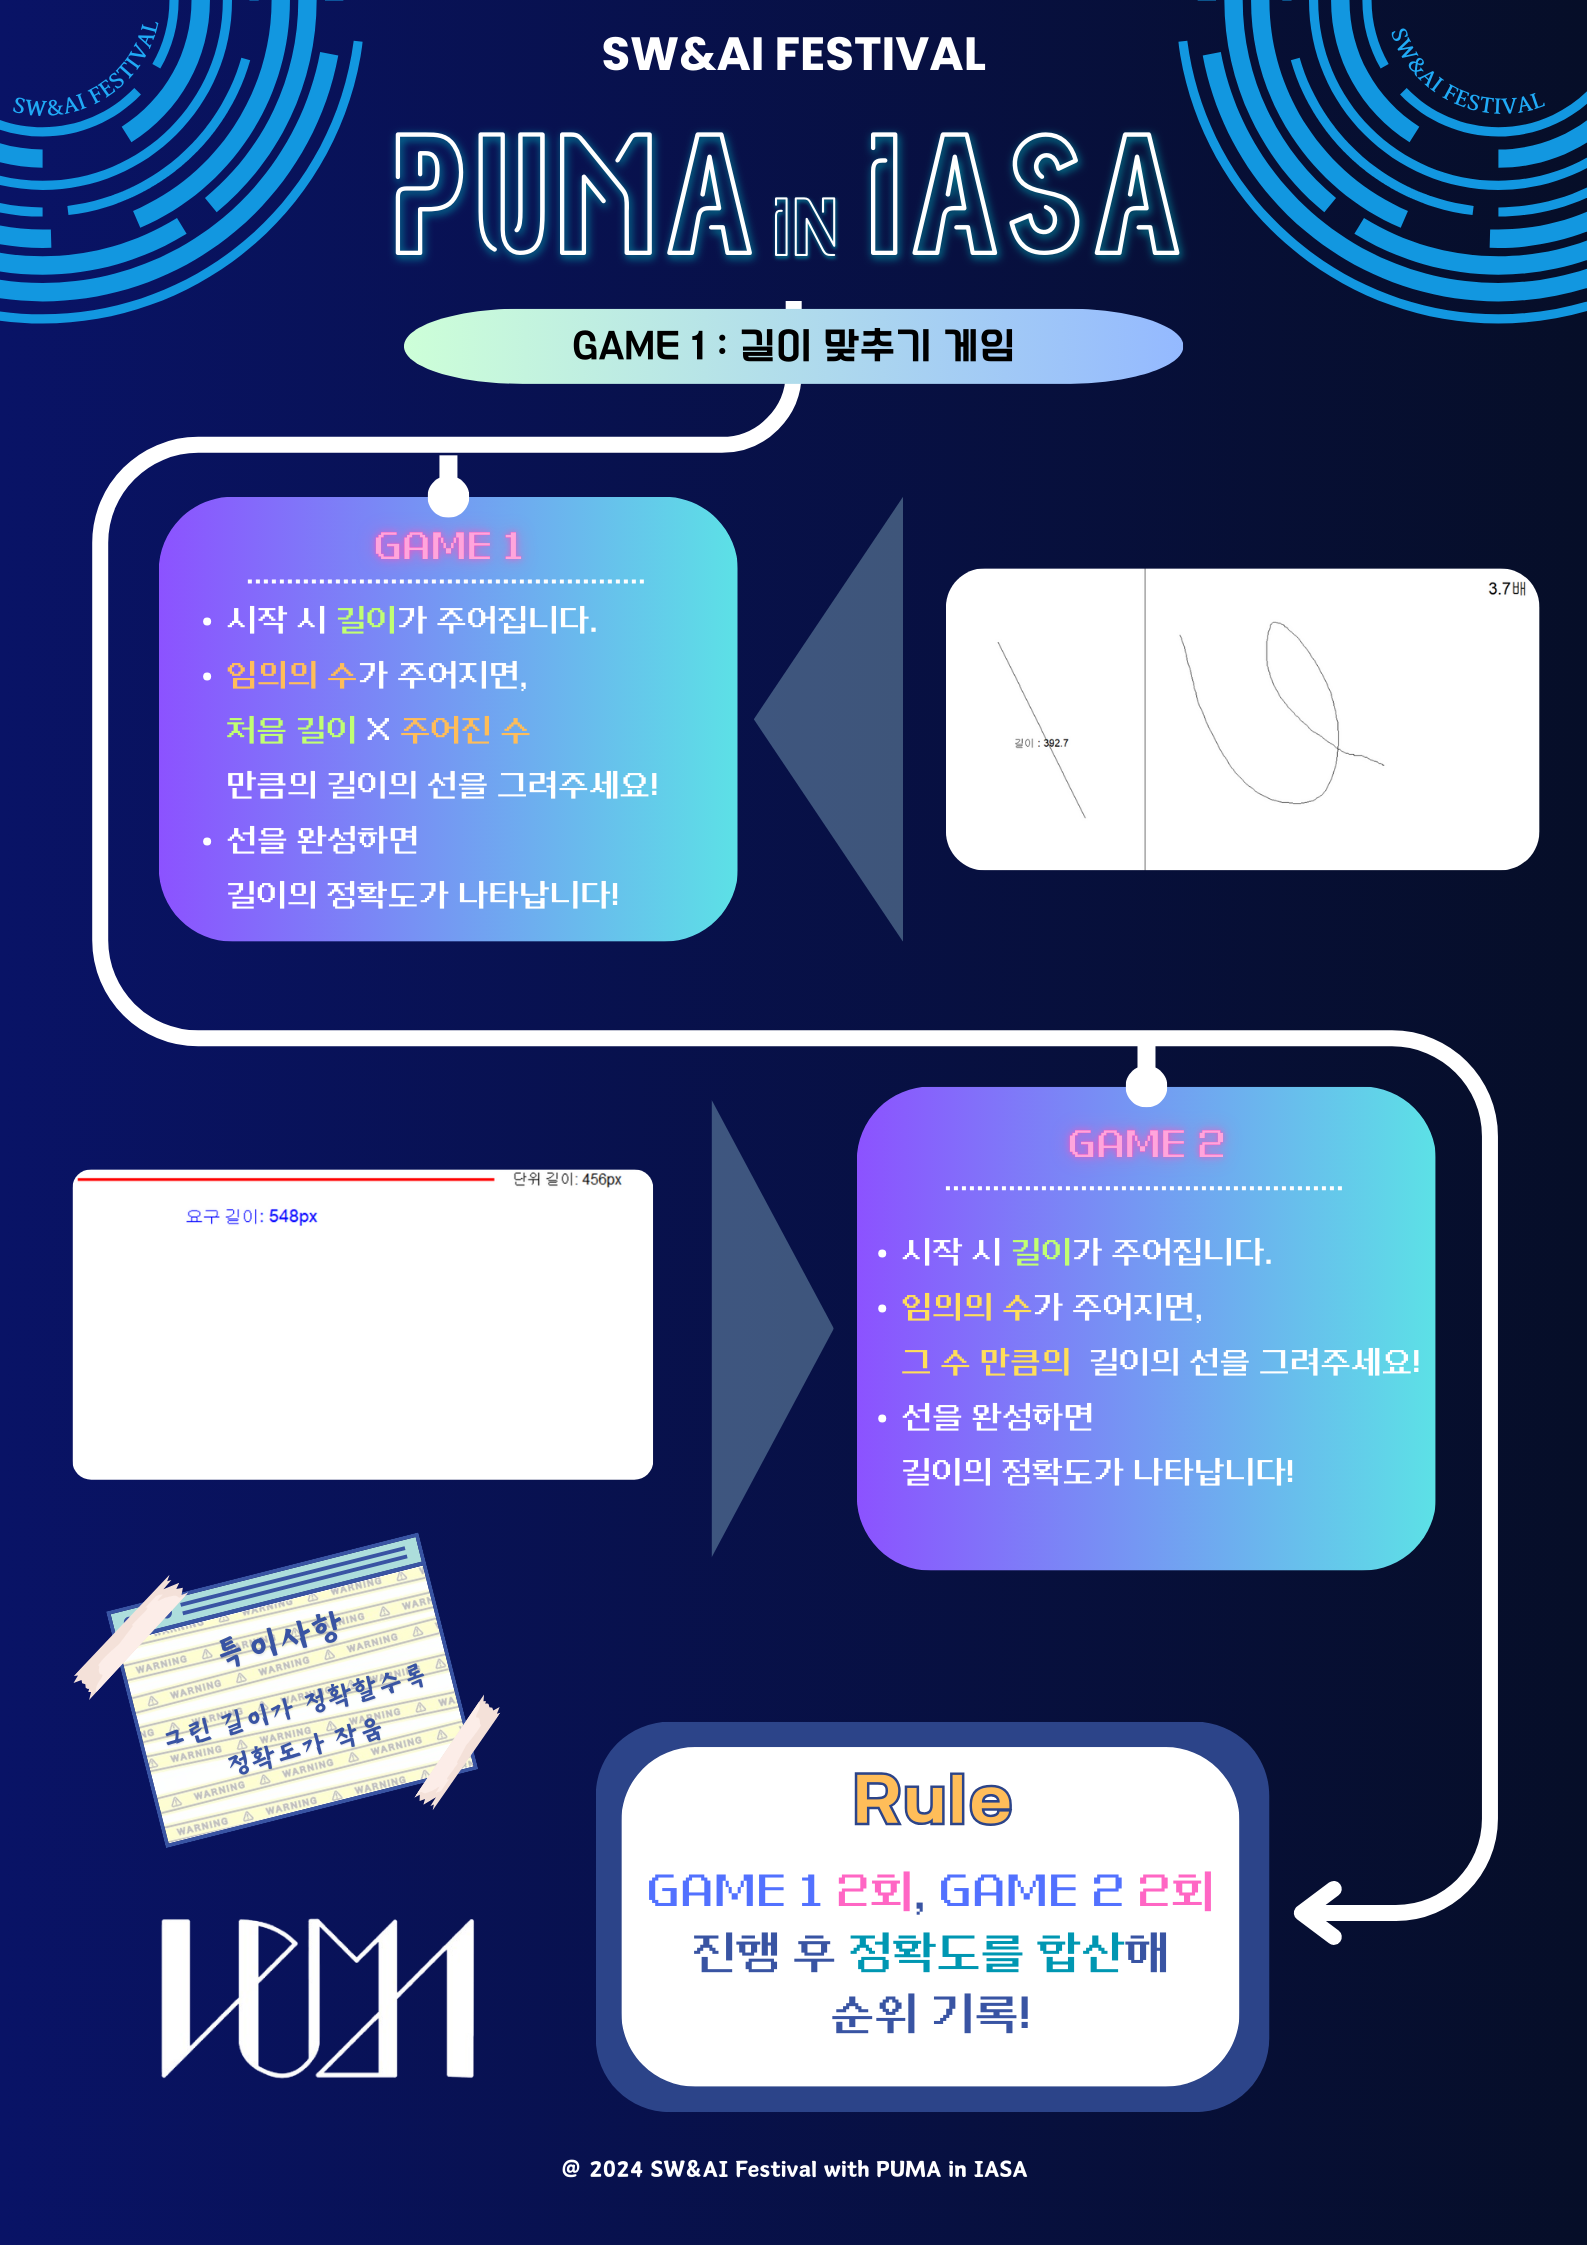 SW&AI FESTIVAL
SW&AI FESTIVAL
SW&AI FESTIVAL
PUMA IN IASA
GAME 1 : 길이 맞추기 게임
GAME 1
• 시작 시 길이가 주어집니다.
• 임의의 수가 주어지면,
처음 길이 X 주어진 수
만큼의 길이의 선을 그려주세요!
• 선을 완성하면
길이의 정확도가 나타납니다!
3.7배
길이 : 392.7
GAME 2
• 시작 시 길이가 주어집니다.
• 임의의 수가 주어지면,
그 수 만큼의 길이의 선을 그려주세요!
• 선을 완성하면
길이의 정확도가 나타납니다!
단위 길이: 456px
요구 길이: 548px
특이사항
그린 길이가 정확할수록
정확도가 작움
WARNING WARNING WARNING
PUMA
Rule
GAME 1 2회, GAME 2 2회
진행 후 정확도를 합산해
순위 기록!
@ 2024 SW&AI Festival with PUMA in IASA